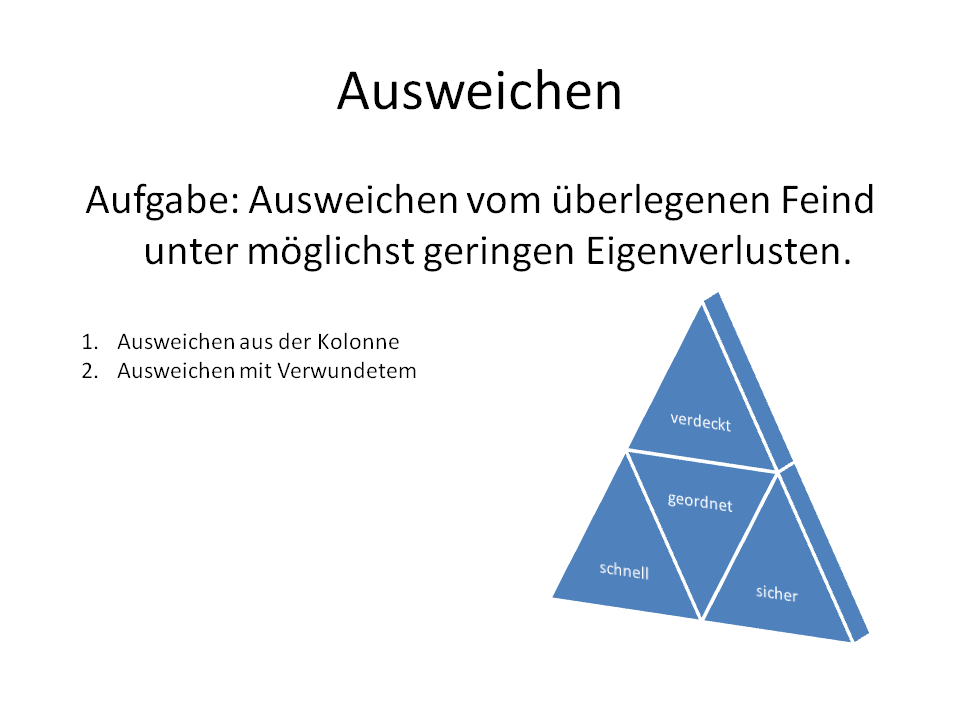 Ausweichen
Aufgabe: Ausweichen vom überlegenen Feind
unter möglichst geringen Eigenverlusten.
1. Ausweichen aus der Kolonne
2. Ausweichen mit Verwundetem
verdeckt
geordnet
schnell
sicher